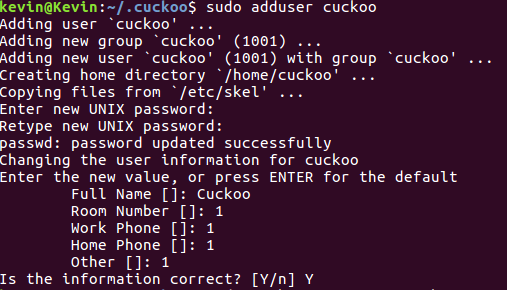 kevin@Kevin:~/.cuckoo$ sudo adduser cuckoo
Adding user `cuckoo' ...
Adding new group `cuckoo' (1001) ...
Adding new user `cuckoo' (1001) with group `cuckoo' ...
Creating home directory `/home/cuckoo' ...
Copying files from `/etc/skel' ...
Enter new UNIX password:
Retype new UNIX password:
passwd: password updated successfully
Changing the user information for cuckoo
Enter the new value, or press ENTER for the default
        Full Name []: Cuckoo
        Room Number []: 1
        Work Phone []: 1
        Home Phone []: 1
        Other []: 1
Is the information correct? [Y/n] Y